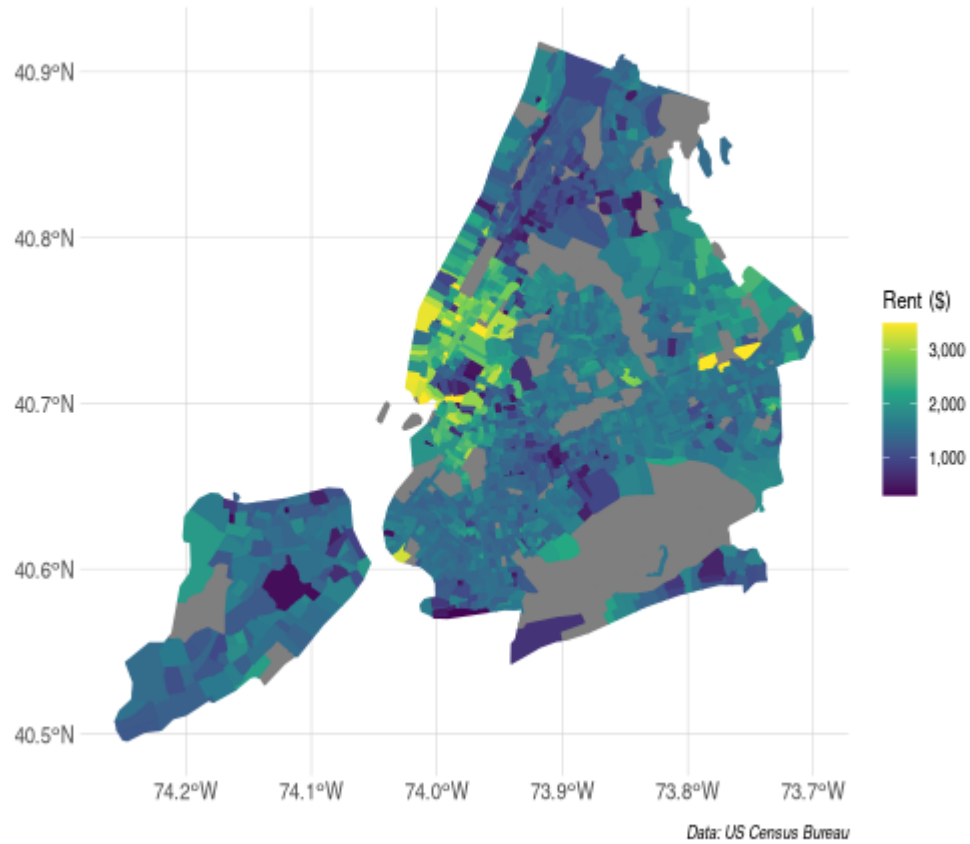 40.9°N
40.8°N
40.7°N
40.6°N
40.5°N
74.2°W 74.1°W 74.0°W 73.9°W 73.8°W 73.7°W
Rent ($)
3,000
2,000
1,000
Data: US Census Bureau